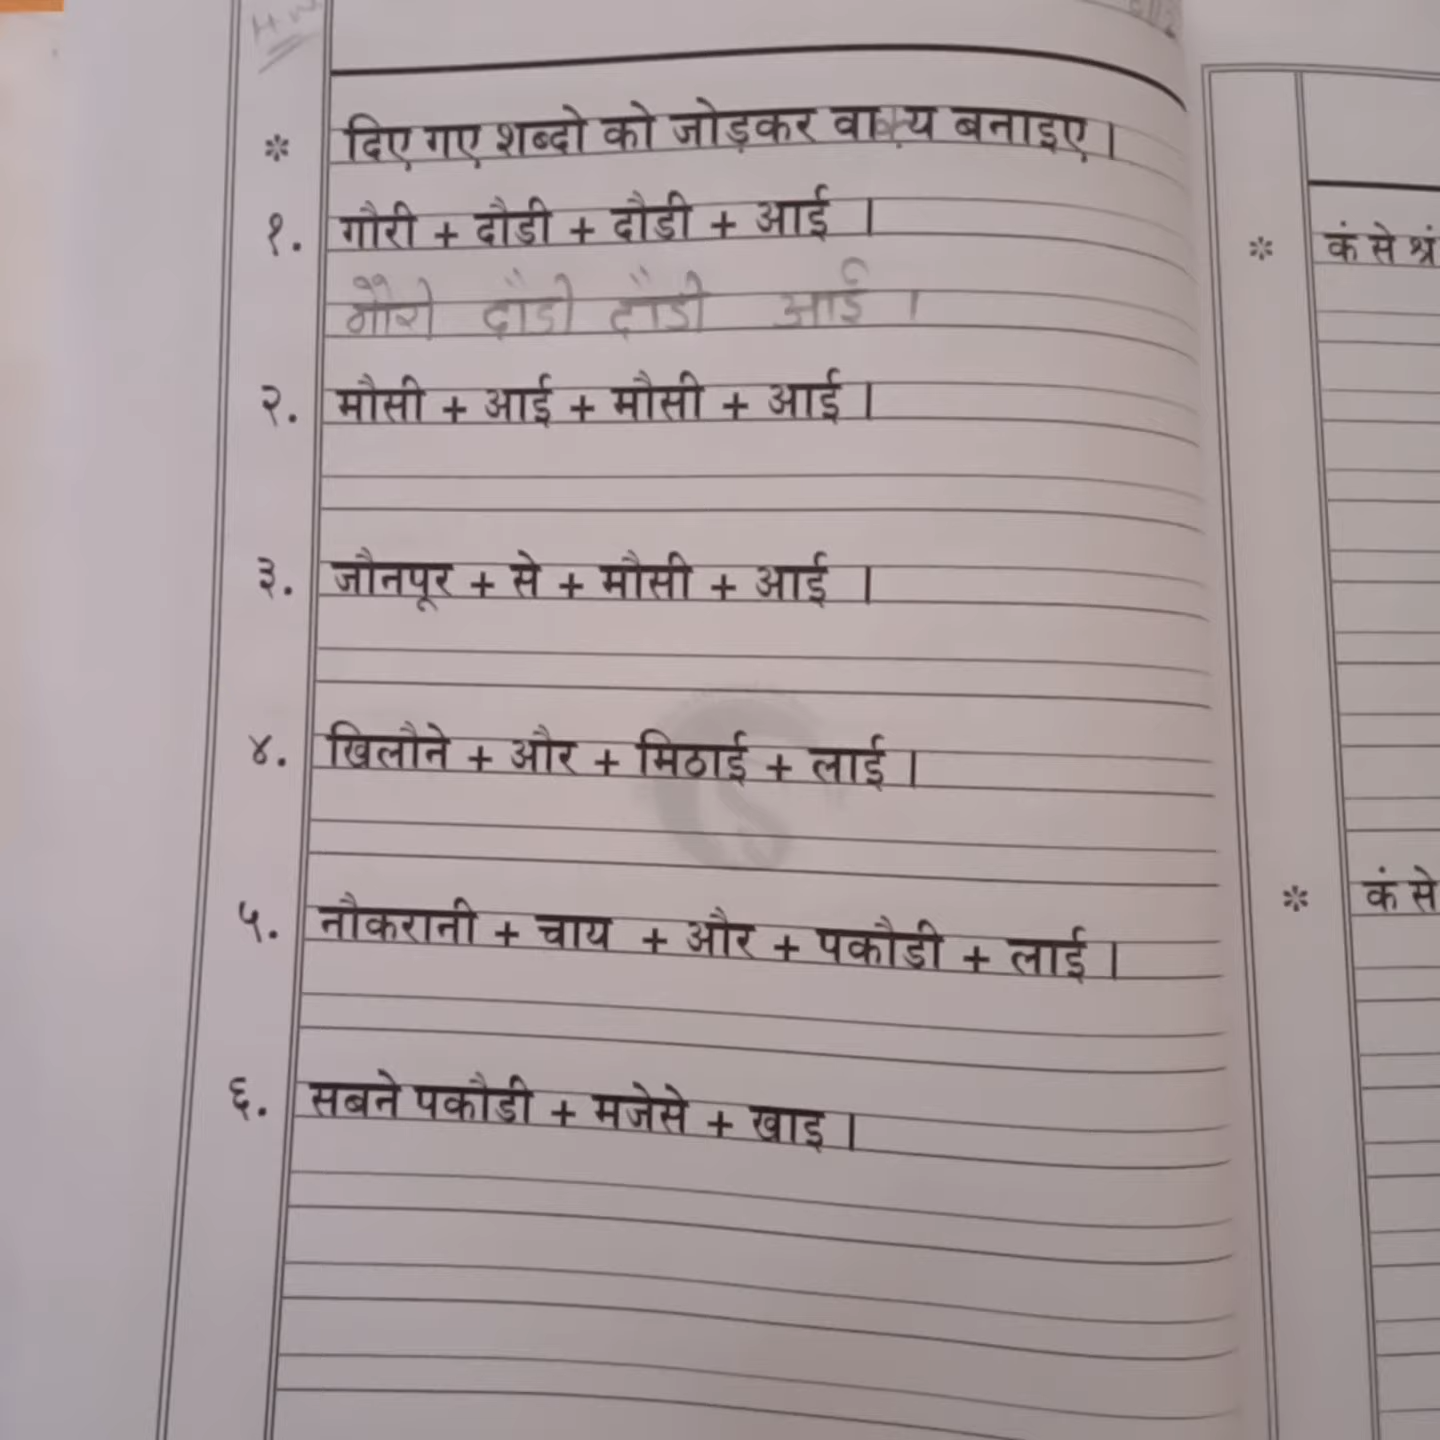 H.W
* दिए गए शब्दो को जोड़कर वाक्य बनाइए।
१. गौरी + दौडी + दौडी + आई ।
गौरी दौडी दौडी आई ।
२. मौसी + आई + मौसी + आई ।
३. जौनपूर + से + मौसी + आई ।
४. खिलौने + और + मिठाई + लाई ।
५. नौकरानी + चाय + और + पकौडी + लाई ।
६. सबने पकौडी + मजेसे + खाइ ।
* कं से श्रं
* कं से